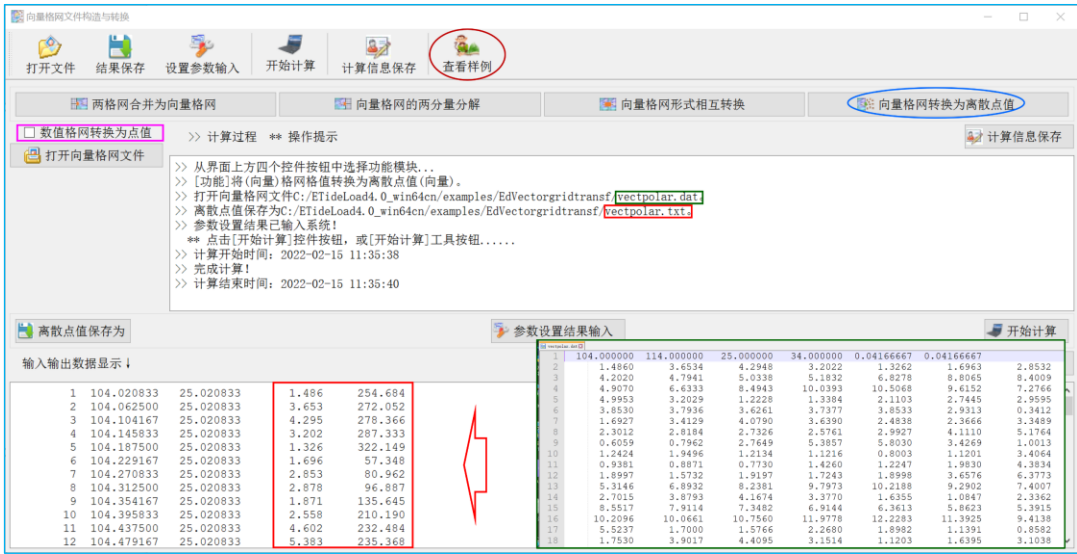 向量格网文件构造与转换
打开文件 结果保存 设置参数输入 开始计算 计算信息保存 查看样例
两格网合并为向量格网 向量格网的两分量分解 向量格网形式相互转换 向量格网转换为离散点值
数值格网转换为点值 >> 计算过程 ** 操作提示 计算信息保存
打开向量格网文件
>> 从界面上方四个控件按钮中选择功能模块...
>> [功能]将(向量)格网格值转换为离散点值(向量)。
>> 打开向量格网文件C:/ETideLoad4.0_win64cn/examples/EdVectorgridtransf/vectpolar.dat。
>> 离散点值保存为C:/ETideLoad4.0_win64cn/examples/EdVectorgridtransf/vectpolar.txt。
>> 参数设置结果已输入系统!
** 点击[开始计算]控件按钮，或[开始计算]工具按钮......
>> 计算开始时间: 2022-02-15 11:35:38
>> 完成计算!
>> 计算结束时间: 2022-02-15 11:35:40
离散点值保存为 参数设置结果输入 开始计算
输入输出数据显示↓
1 104.020833 25.020833 1.486 254.684
2 104.062500 25.020833 3.653 272.052
3 104.104167 25.020833 4.295 278.366
4 104.145833 25.020833 3.202 287.333
5 104.187500 25.020833 1.326 322.149
6 104.229167 25.020833 1.696 57.348
7 104.270833 25.020833 2.853 80.962
8 104.312500 25.020833 2.878 96.887
9 104.354167 25.020833 1.871 135.645
10 104.395833 25.020833 2.558 210.190
11 104.437500 25.020833 4.602 232.484
12 104.479167 25.020833 5.383 235.368
vectpolar.dat
1 104.000000 114.000000 25.000000 34.000000 0.04166667 0.04166667
2 1.4860 3.6534 4.2948 3.2022 1.3262 1.6963 2.8532
3 4.2020 4.7941 5.0338 5.1832 6.8278 8.8065 8.4009
4 4.9070 6.6333 8.4943 10.0393 10.5068 9.6152 7.2766
5 4.9953 3.2029 1.2228 1.3384 2.1103 2.7445 2.9595
6 3.8530 3.7936 3.6261 3.7377 3.8533 2.9313 0.3412
7 1.6927 3.4129 4.0790 3.6390 2.4838 2.3666 3.3489
8 2.3012 2.8184 2.7326 2.5761 2.9927 4.1110 5.1764
9 0.6059 0.7962 2.7649 5.3857 5.8030 3.4269 1.0013
10 1.2424 1.9496 1.2134 1.1216 0.8003 1.1201 3.4064
11 0.9381 0.8871 0.7730 1.4260 1.2247 1.9830 4.3834
12 1.8997 1.5732 1.9197 1.7243 1.8998 3.6576 6.3773
13 5.3146 6.8932 8.2381 9.7973 10.2188 9.2902 7.4007
14 2.7015 3.8793 4.1674 3.3770 1.6355 1.0847 2.3362
15 8.5517 7.9114 7.3482 6.9144 6.3613 5.8623 5.3915
16 10.2096 10.0661 10.7560 11.9778 12.2283 11.3925 9.4138
17 5.5237 1.7000 1.5766 2.2680 1.8982 1.1391 0.8582
18 1.7530 3.9017 4.4095 3.1514 1.1203 1.6395 3.1038